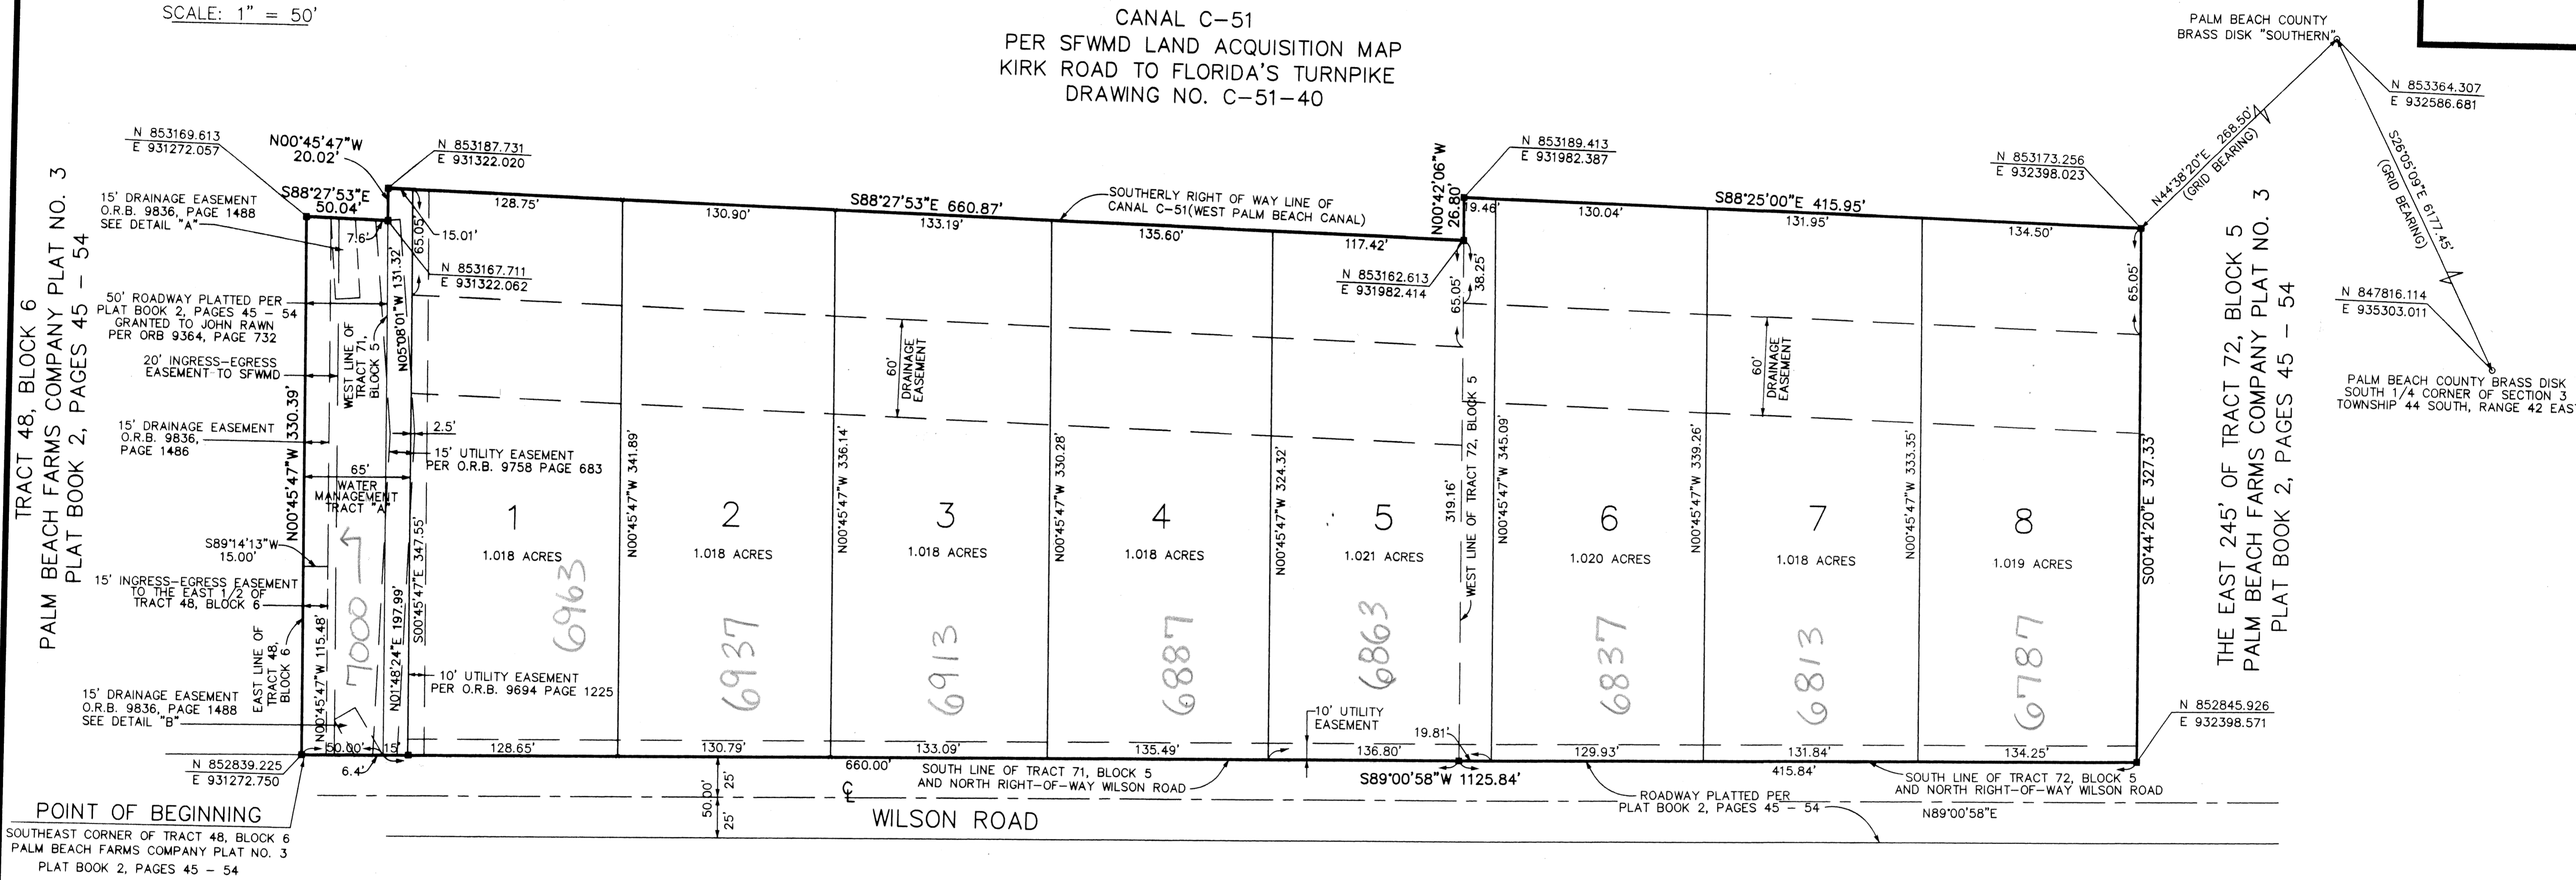 SCALE: 1" = 50'
CANAL C-51
PER SFWMD LAND ACQUISITION MAP
KIRK ROAD TO FLORIDA'S TURNPIKE
DRAWING NO. C-51-40
PALM BEACH COUNTY
BRASS DISK "SOUTHERN"
N 853364.307
E 932586.681
N44°38'20"E 268.50'
(GRID BEARING)
S26°05'09"E 6177.45'
(GRID BEARING)
N 847816.114
E 935303.011
PALM BEACH COUNTY BRASS DISK
SOUTH 1/4 CORNER OF SECTION 3
TOWNSHIP 44 SOUTH, RANGE 42 EAST
TRACT 48, BLOCK 6
PALM BEACH FARMS COMPANY PLAT NO. 3
PLAT BOOK 2, PAGES 45 - 54
N 853169.613
E 931272.057
N00°45'47"W
20.02'
N 853187.731
E 931322.020
S88°27'53"E
50.04'
15' DRAINAGE EASEMENT
O.R.B. 9836, PAGE 1488
SEE DETAIL "A"
7.6'
15.01'
65.05'
N 853167.711
E 931322.062
128.75'
130.90'
S88°27'53"E 660.87'
133.19'
SOUTHERLY RIGHT OF WAY LINE OF
CANAL C-51(WEST PALM BEACH CANAL)
135.60'
117.42'
N00°42'06"W
26.80'
N 853189.413
E 931982.387
N 853162.613
E 931982.414
19.46'
130.04'
S88°25'00"E 415.95'
131.95'
134.50'
N 853173.256
E 932398.023
65.05'
38.25'
65.05'
50' ROADWAY PLATTED PER
PLAT BOOK 2, PAGES 45 - 54
GRANTED TO JOHN RAWN
PER ORB 9364, PAGE 732
20' INGRESS-EGRESS
EASEMENT TO SFWMD
WEST LINE OF
TRACT 71,
BLOCK 5
N05°08'01"W 131.32'
15' DRAINAGE EASEMENT
O.R.B. 9836,
PAGE 1486
N00°45'47"W 330.39'
2.5'
15' UTILITY EASEMENT
PER O.R.B. 9758 PAGE 683
65'
WATER
MANAGEMENT
TRACT "A"
60'
DRAINAGE
EASEMENT
60'
DRAINAGE
EASEMENT
S89°14'13"W
15.00'
15' INGRESS-EGRESS EASEMENT
TO THE EAST 1/2 OF
TRACT 48, BLOCK 6
EAST LINE OF
TRACT 48,
BLOCK 6
N00°45'47"W 115.48'
7000
N01°48'24"E 197.99'
S00°45'47"E 347.55'
10' UTILITY EASEMENT
PER O.R.B. 9694 PAGE 1225
15' DRAINAGE EASEMENT
O.R.B. 9836, PAGE 1488
SEE DETAIL "B"
1
1.018 ACRES
6963
N00°45'47"W 341.89'
2
1.018 ACRES
6937
N00°45'47"W 336.14'
3
1.018 ACRES
6913
N00°45'47"W 330.28'
4
1.018 ACRES
6887
N00°45'47"W 324.32'
5
1.021 ACRES
6863
319.16'
WEST LINE OF TRACT 72, BLOCK 5
N00°45'47"W 345.09'
6
1.020 ACRES
6837
N00°45'47"W 339.26'
7
1.018 ACRES
6813
N00°45'47"W 333.35'
8
1.019 ACRES
6787
S00°44'20"E 327.33'
THE EAST 245' OF TRACT 72, BLOCK 5
PALM BEACH FARMS COMPANY PLAT NO. 3
PLAT BOOK 2, PAGES 45 - 54
10' UTILITY
EASEMENT
N 852845.926
E 932398.571
N 852839.225
E 931272.750
50.00'
15'
6.4'
128.65'
130.79'
133.09'
135.49'
136.80'
19.81'
129.93'
131.84'
134.25'
660.00'
SOUTH LINE OF TRACT 71, BLOCK 5
AND NORTH RIGHT-OF-WAY WILSON ROAD
S89°00'58"W 1125.84'
415.84'
SOUTH LINE OF TRACT 72, BLOCK 5
AND NORTH RIGHT-OF-WAY WILSON ROAD
ROADWAY PLATTED PER
PLAT BOOK 2, PAGES 45 - 54
N89°00'58"E
50.00'
25'
25'
WILSON ROAD
POINT OF BEGINNING
SOUTHEAST CORNER OF TRACT 48, BLOCK 6
PALM BEACH FARMS COMPANY PLAT NO. 3
PLAT BOOK 2, PAGES 45 - 54